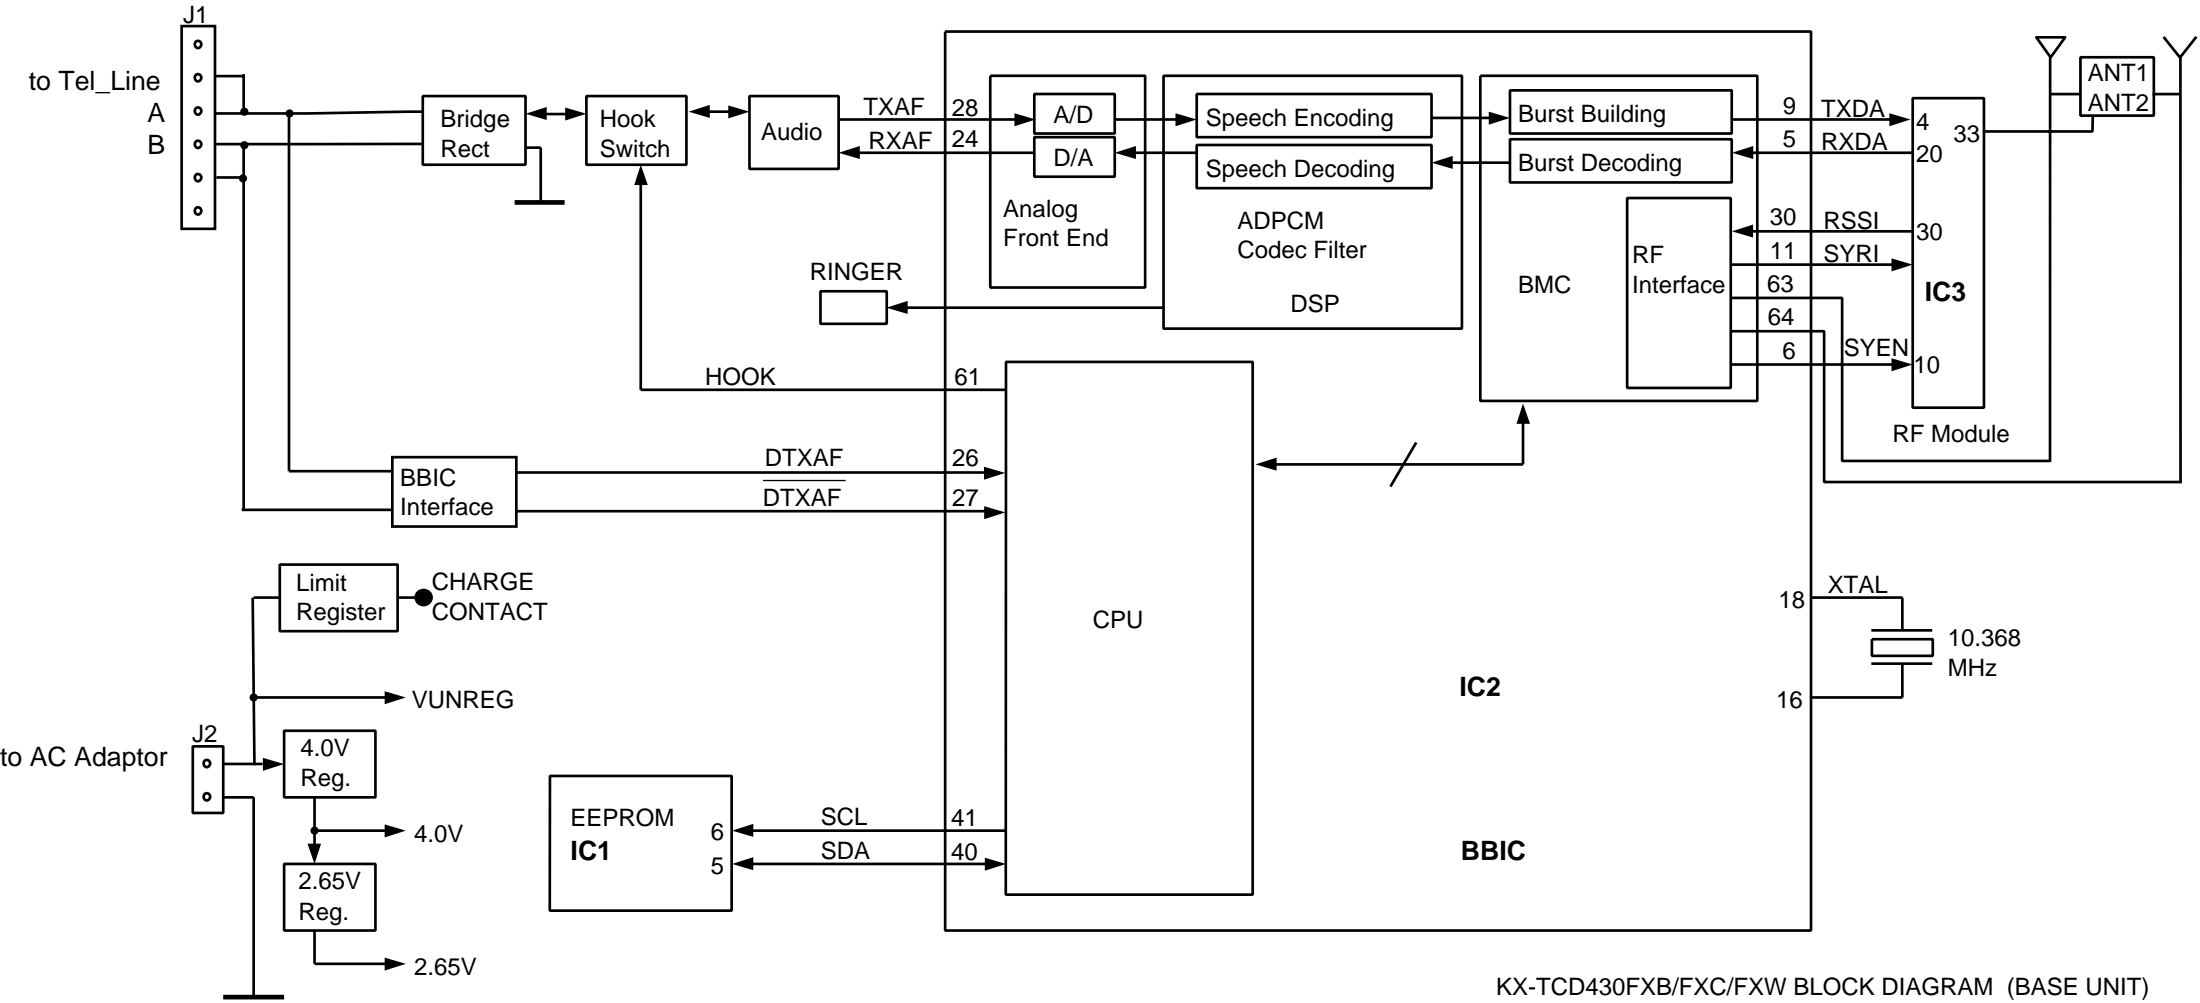 J1
to Tel_Line
A
B
Bridge
Rect
Hook
Switch
Audio
TXAF 28
RXAF 24
A/D
D/A
Analog
Front End
Speech Encoding
Speech Decoding
ADPCM
Codec Filter
DSP
Burst Building
Burst Decoding
BMC
RF
Interface
9 TXDA
5 RXDA
30 RSSI
11 SYRI
63
64
6 SYEN
4
20
33
30
IC3
10
RF Module
ANT1
ANT2
RINGER
HOOK 61
BBIC
Interface
DTXAF 26
DTXAF 27
CPU
Limit
Register
CHARGE
CONTACT
VUNREG
J2
to AC Adaptor
4.0V
Reg.
4.0V
2.65V
Reg.
2.65V
EEPROM
IC1
6
5
SCL 41
SDA 40
IC2
BBIC
18 XTAL
16
10.368
MHz
KX-TCD430FXB/FXC/FXW BLOCK DIAGRAM (BASE UNIT)